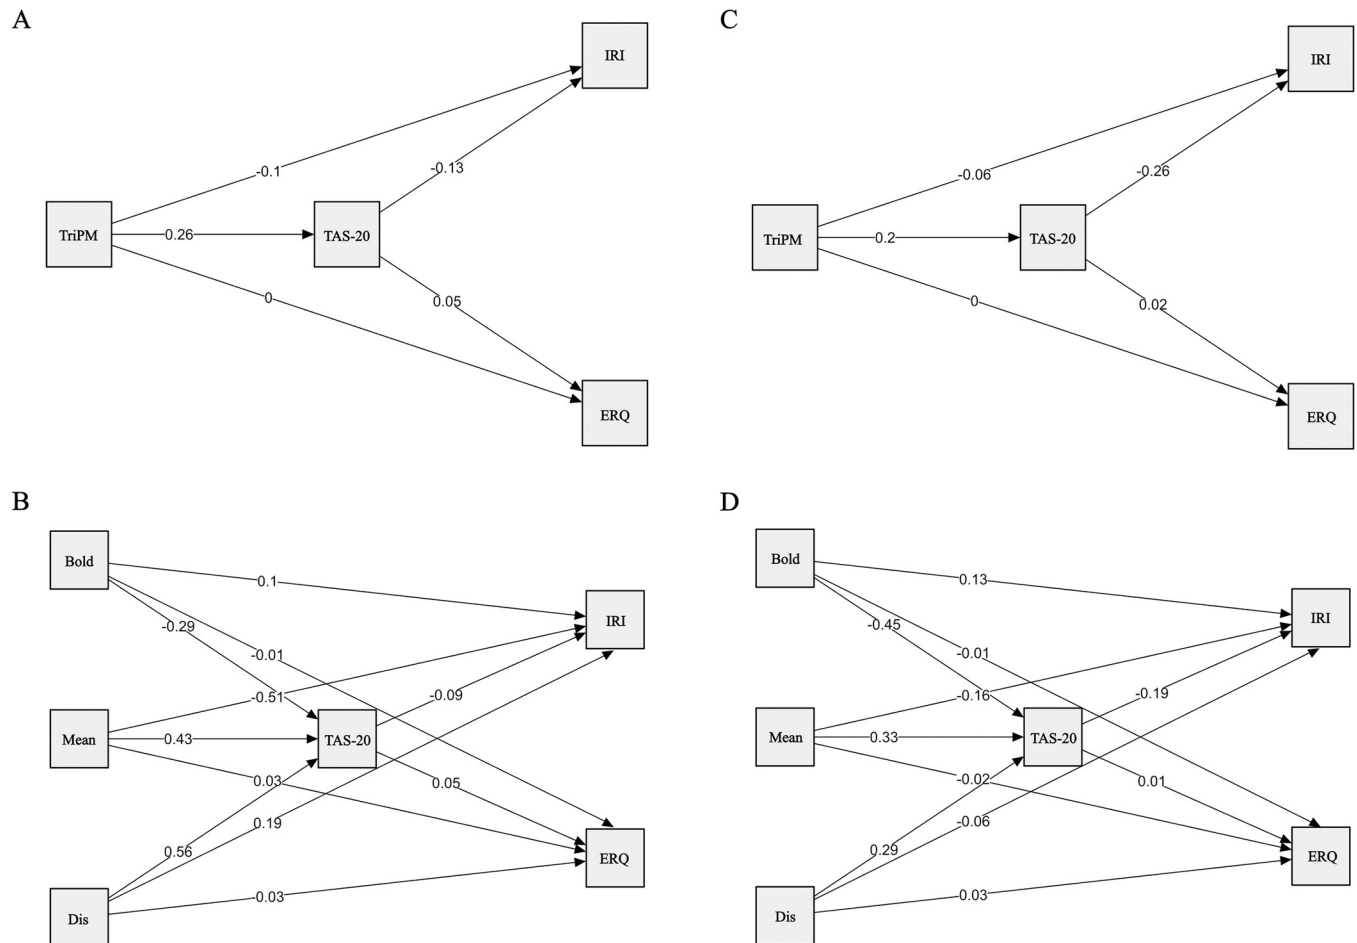 A
IRI
-0.1
-0.13
TriPM
0.26
TAS-20
0
0.05
ERQ
C
IRI
-0.06
-0.26
TriPM
0.2
TAS-20
0
0.02
ERQ
B
Bold
0.1
IRI
-0.29
-0.01
-0.51
-0.09
Mean
0.43
TAS-20
0.03
0.05
0.19
0.56
ERQ
-0.03
Dis
D
Bold
0.13
IRI
-0.45
-0.01
-0.16
-0.19
Mean
0.33
TAS-20
-0.02
0.01
-0.06
0.29
ERQ
0.03
Dis